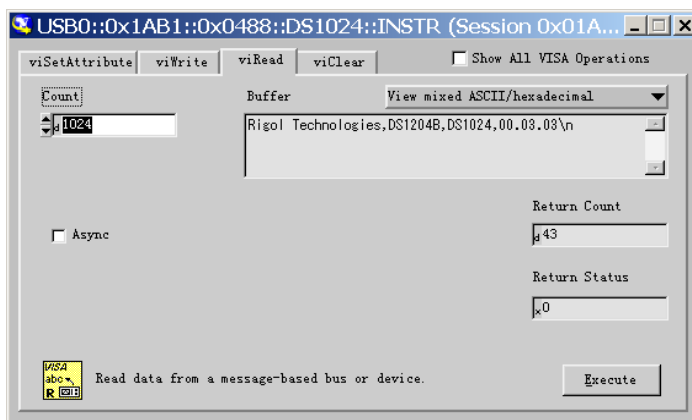 USB0::0x1AB1::0x0488::DS1024::INSTR (Session 0x01A...
viSetAttribute viWrite viRead viClear Show All VISA Operations
Count Buffer View mixed ASCII/hexadecimal
d 1024 Rigol Technologies,DS1204B,DS1024,00.03.03\n
Return Count
Async d 43
Return Status
x 0
VISA
abc
R
Read data from a message-based bus or device. Execute